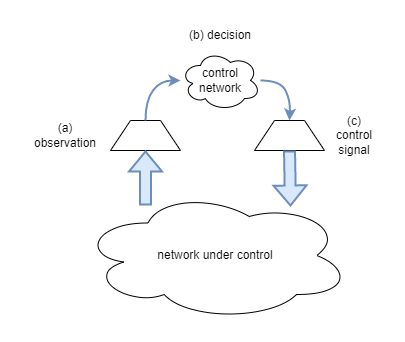 (b) decision
control
network
(a)
observation
(c)
control
signal
network under control